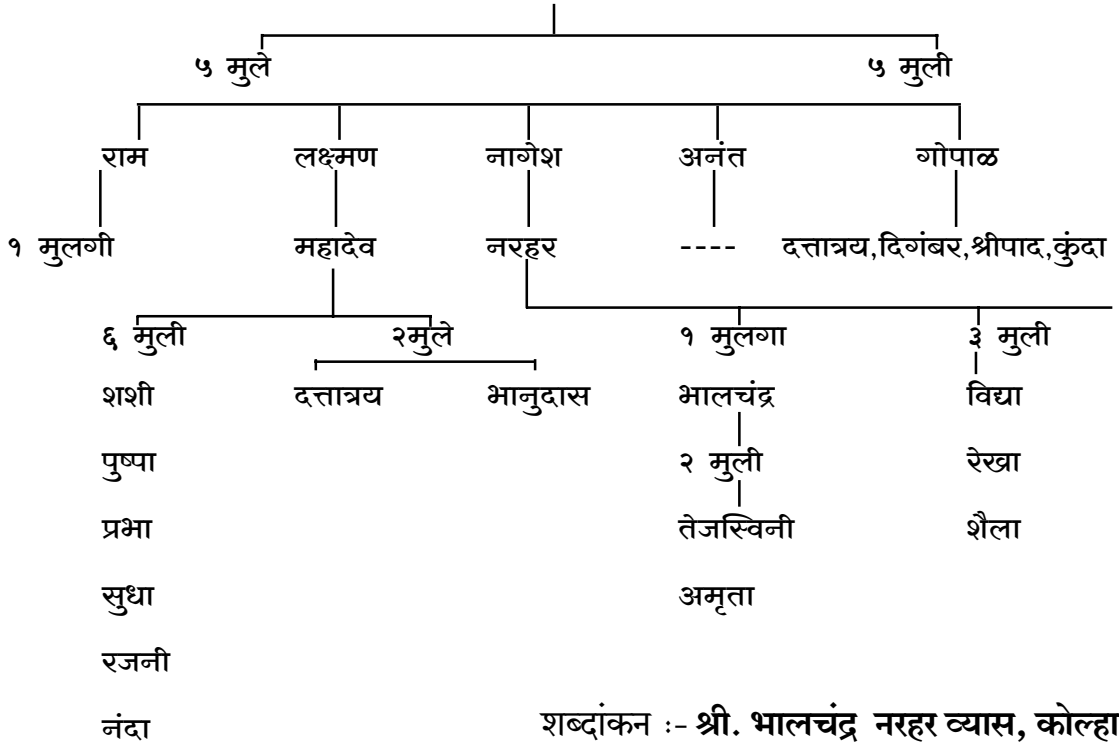 ५ मुले ५ मुली
राम लक्ष्मण नागेश अनंत गोपाळ
१ मुलगी महादेव नरहर ---- दत्तात्रय,दिगंबर,श्रीपाद,कुंदा
६ मुली २मुले १ मुलगा ३ मुली
शशी दत्तात्रय भानुदास भालचंद्र विद्या
पुष्पा २ मुली रेखा
प्रभा तेजस्विनी शैला
सुधा अमृता
रजनी
नंदा शब्दांकन :- श्री. भालचंद्र नरहर व्यास, कोल्हा